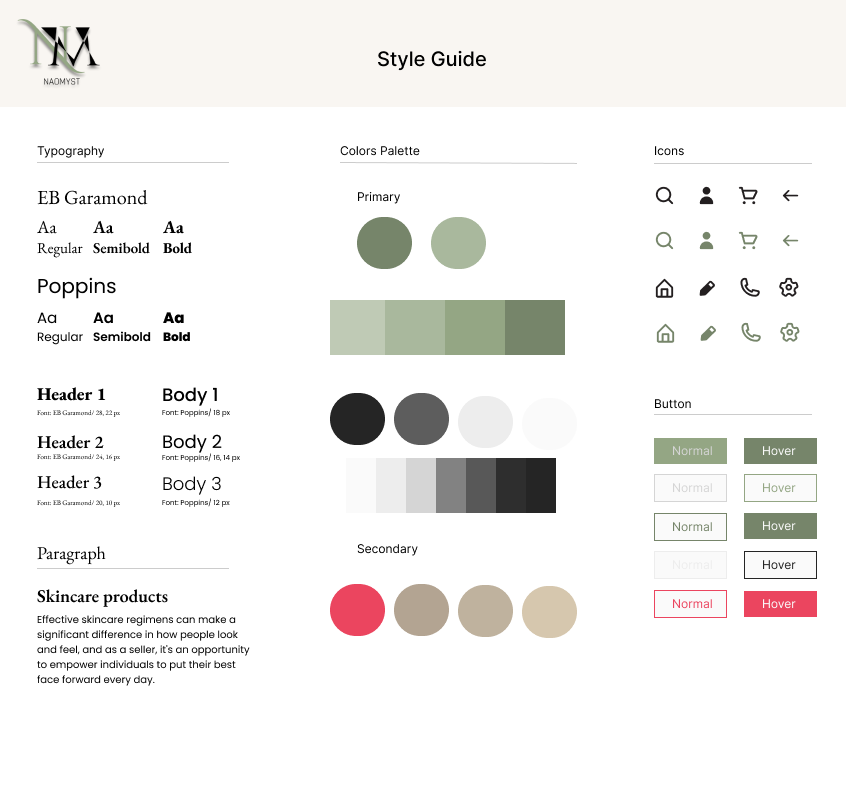 NM
NAOMYST
Style Guide
Typography
EB Garamond
Aa Aa Aa
Regular Semibold Bold
Poppins
Aa Aa Aa
Regular Semibold Bold
Header 1
Font: EB Garamond/ 28, 22 px
Body 1
Font: Poppins/ 18 px
Header 2
Font: EB Garamond/ 24, 16 px
Body 2
Font: Poppins/ 16, 14 px
Header 3
Font: EB Garamond/ 20, 10 px
Body 3
Font: Poppins/ 12 px
Paragraph
Skincare products
Effective skincare regimens can make a
significant difference in how people look
and feel, and as a seller, it's an opportunity
to empower individuals to put their best
face forward every day.
Colors Palette
Primary
Secondary
Icons
Button
Normal Hover
Normal Hover
Normal Hover
Normal Hover
Normal Hover